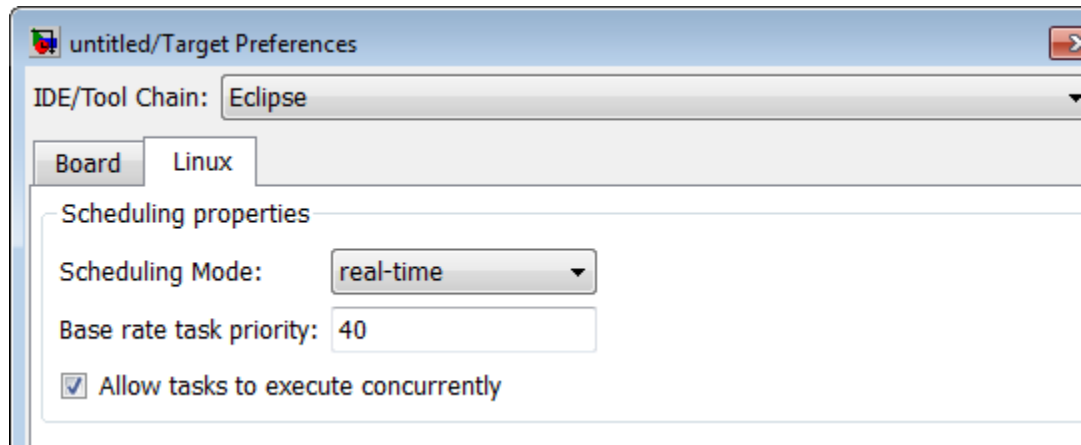 untitled/Target Preferences
IDE/Tool Chain: Eclipse
Board Linux
Scheduling properties
Scheduling Mode: real-time
Base rate task priority: 40
Allow tasks to execute concurrently